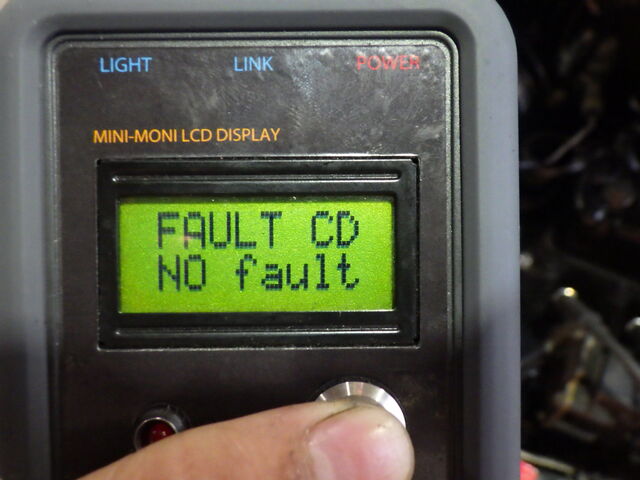 LIGHT LINK POWER
MINI-MONI LCD DISPLAY
FAULT CD
NO fault